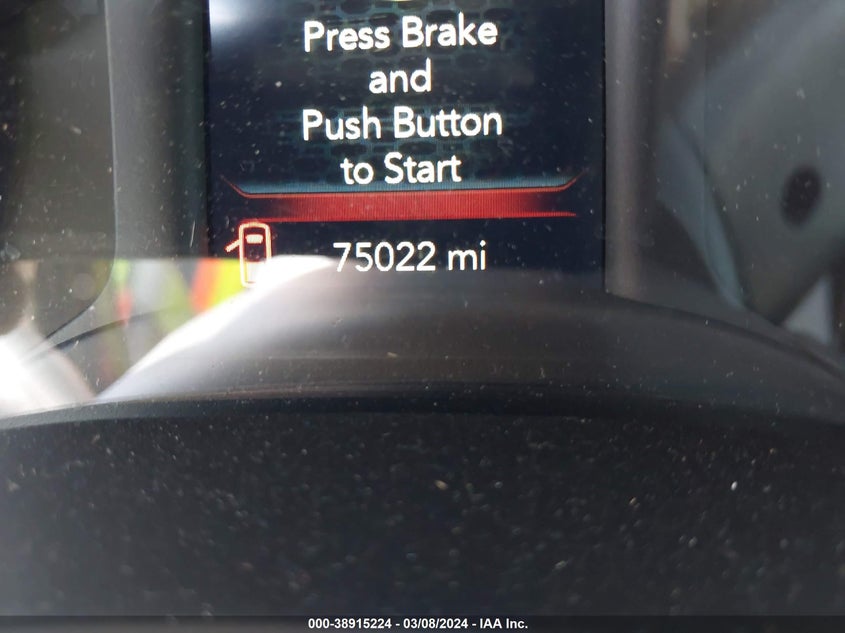 Press Brake
and
Push Button
to Start
75022 mi
000-38915224 - 03/08/2024 - IAA Inc.